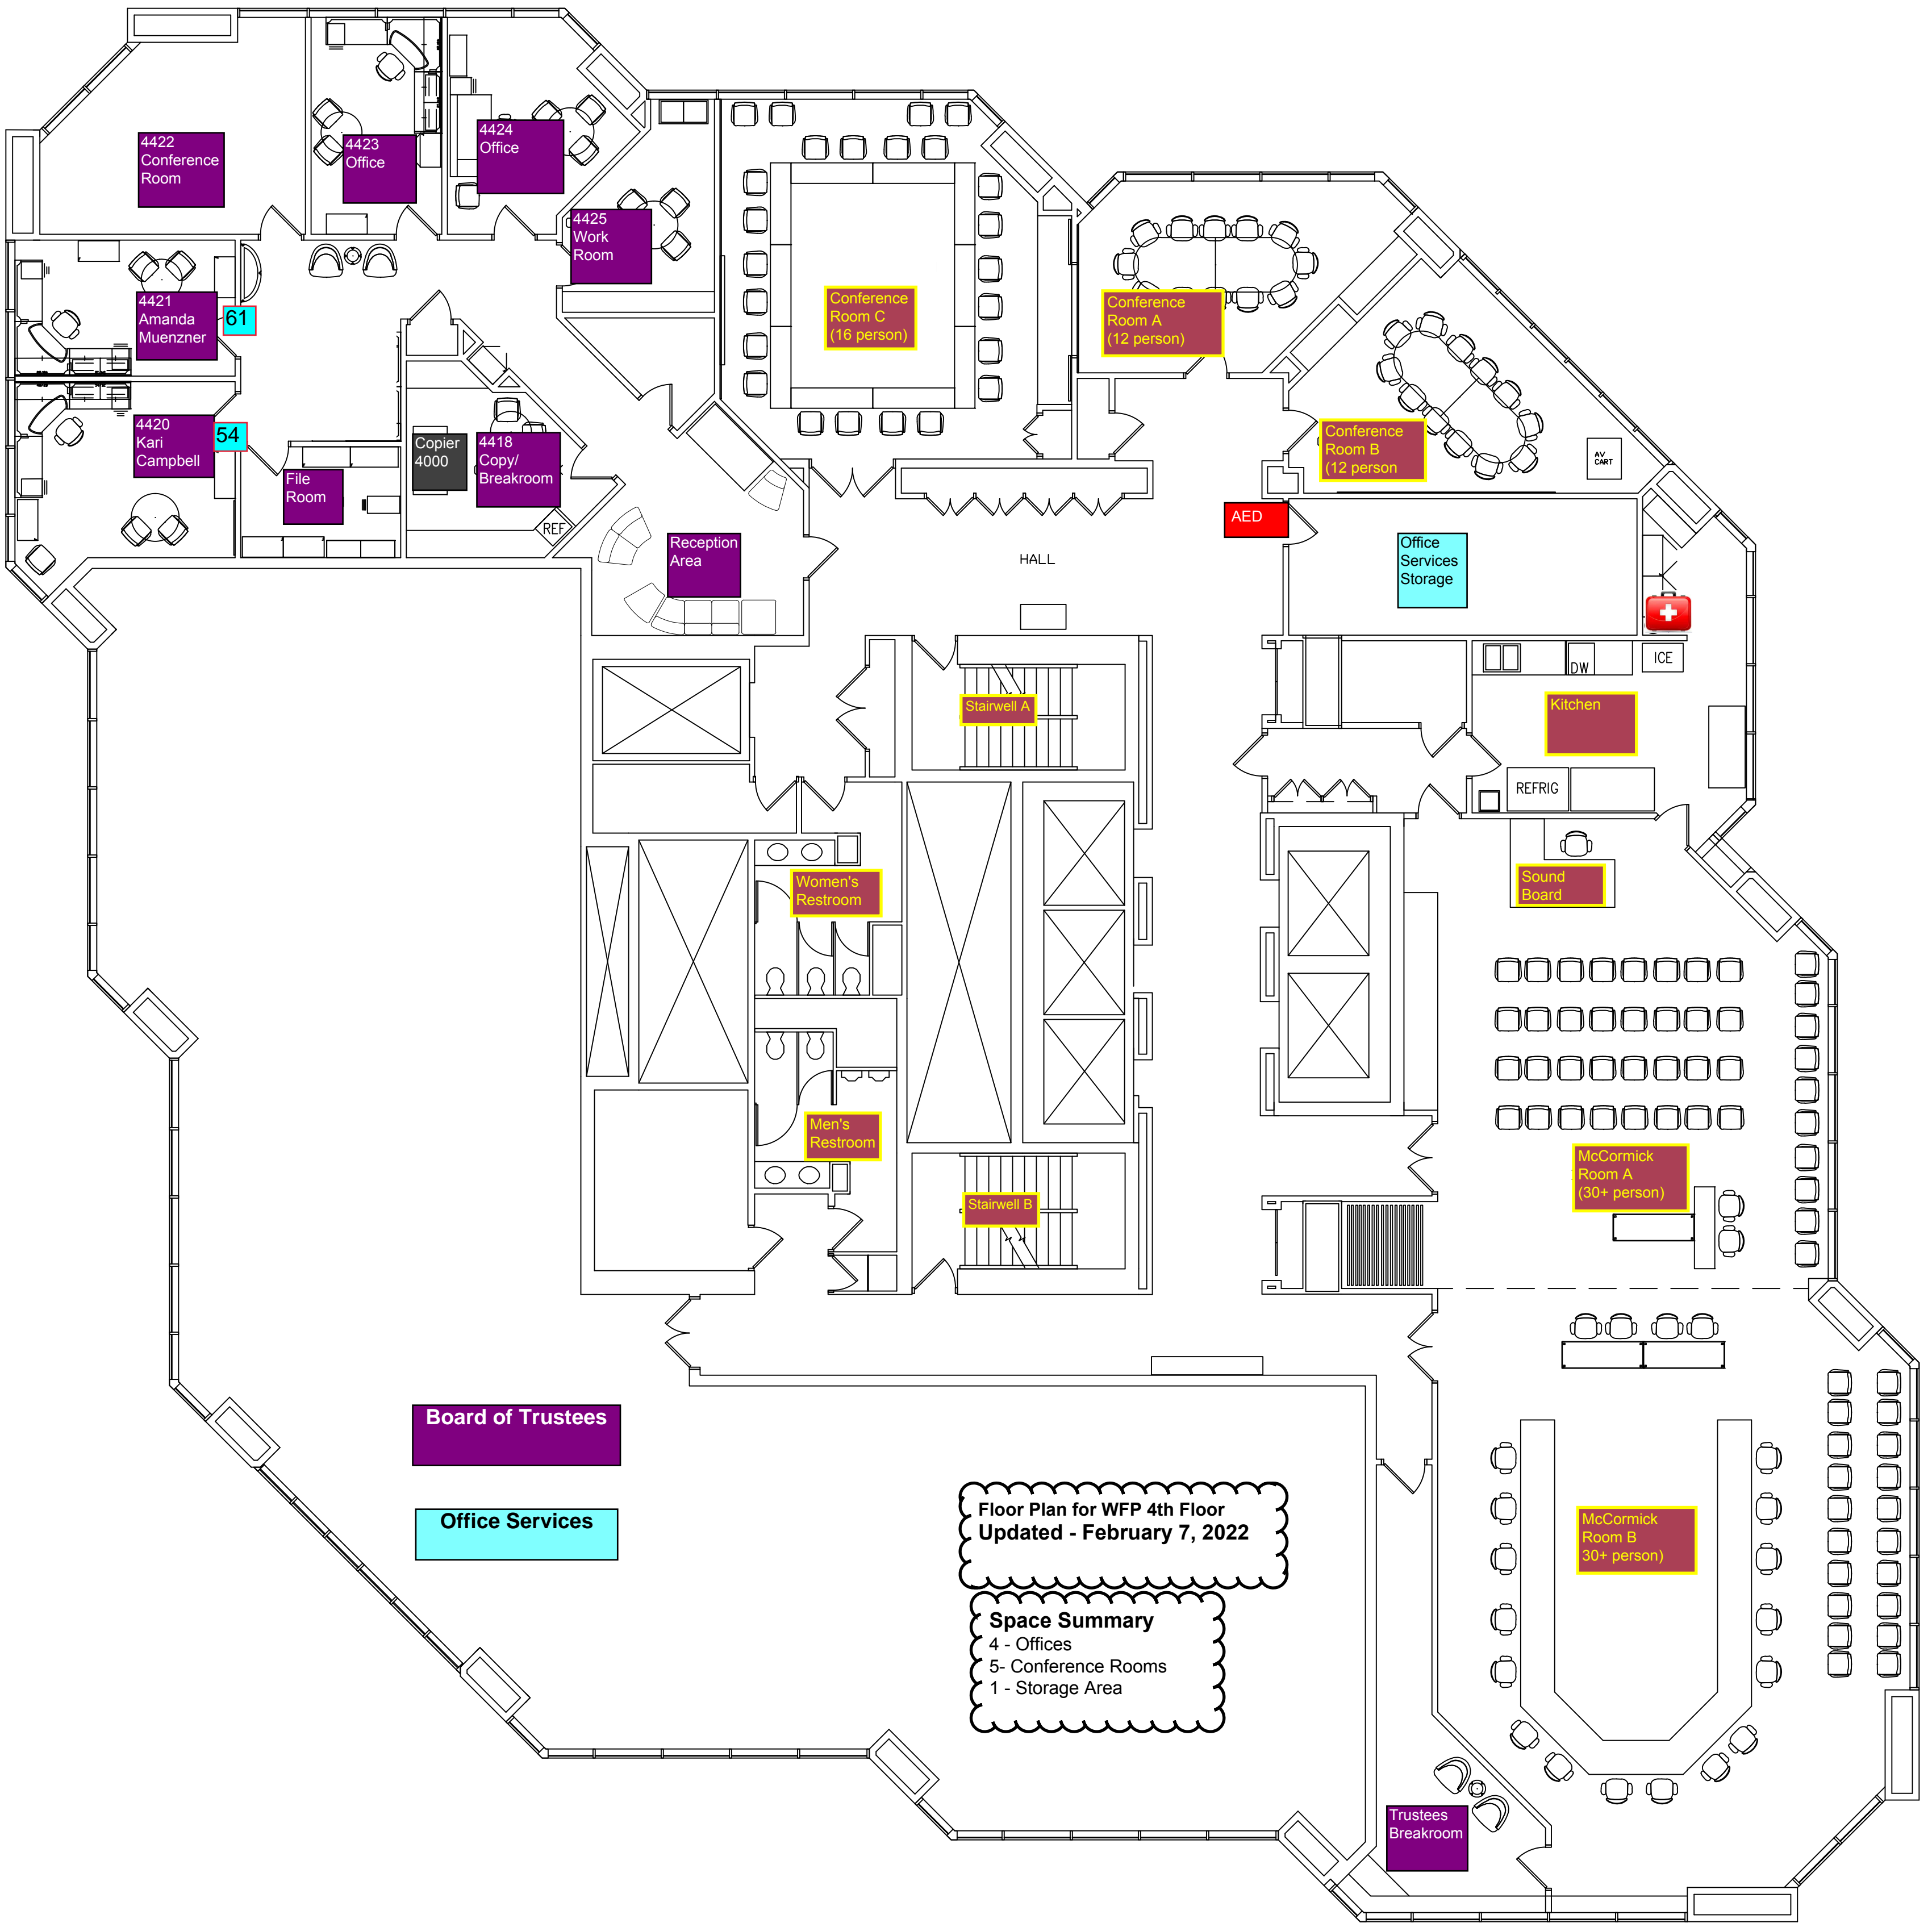 4422
Conference
Room
4423
Office
4424
Office
4425
Work
Room
4421
Amanda
Muenzner
61
4420
Kari
Campbell
54
File
Room
Copier
4000
4418
Copy/
Breakroom
REF
Reception
Area
Conference
Room C
(16 person)
Conference
Room A
(12 person)
Conference
Room B
(12 person
AV
CART
AED
HALL
Office
Services
Storage
Stairwell A
DW
ICE
Kitchen
REFRIG
Sound
Board
Women's
Restroom
Men's
Restroom
Stairwell B
McCormick
Room A
(30+ person)
McCormick
Room B
30+ person)
Trustees
Breakroom
Board of Trustees
Office Services
Floor Plan for WFP 4th Floor
Updated - February 7, 2022
Space Summary
4 - Offices
5- Conference Rooms
1 - Storage Area